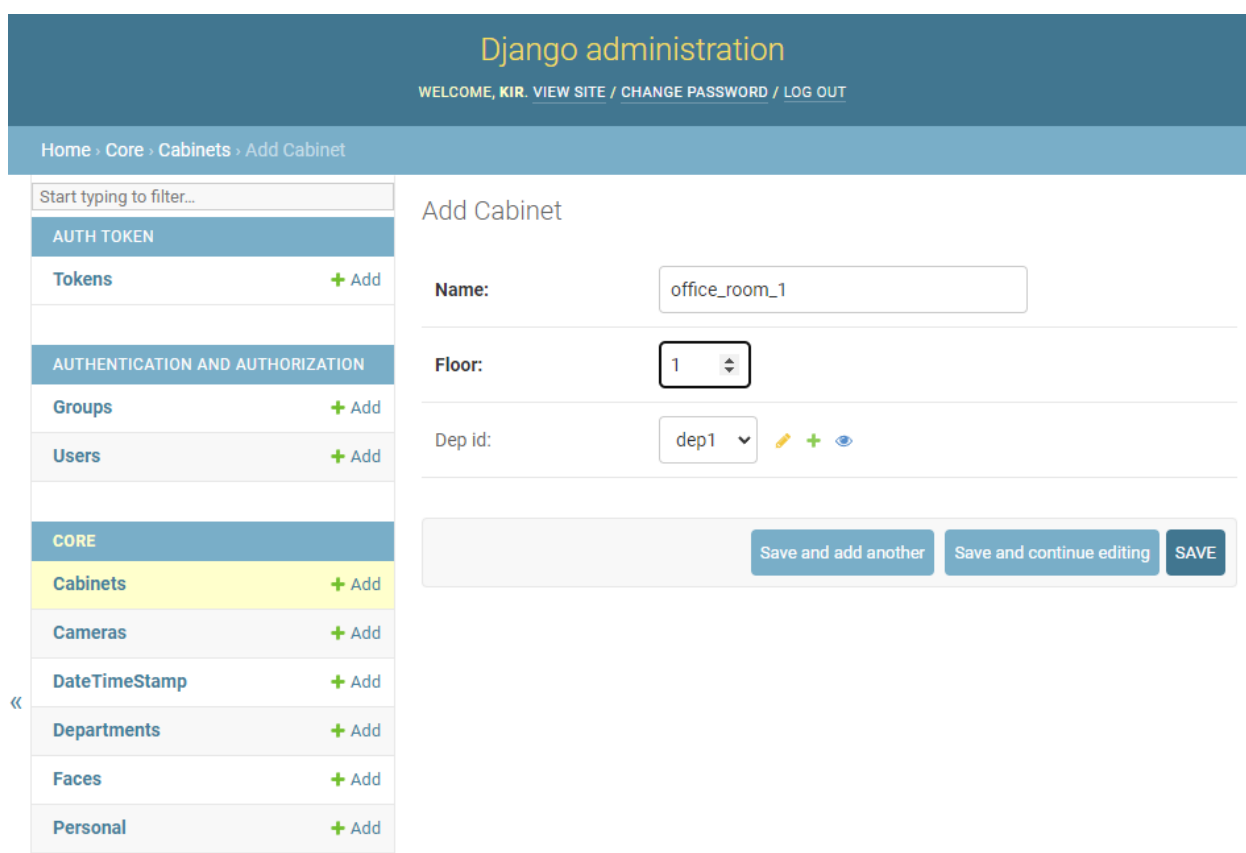 Django administration
WELCOME, KIR. VIEW SITE / CHANGE PASSWORD / LOG OUT
Home › Core › Cabinets › Add Cabinet
Start typing to filter...
AUTH TOKEN
Tokens + Add
AUTHENTICATION AND AUTHORIZATION
Groups + Add
Users + Add
CORE
Cabinets + Add
Cameras + Add
DateTimeStamp + Add
Departments + Add
Faces + Add
Personal + Add
«
Add Cabinet
Name: office_room_1
Floor: 1
Dep id: dep1
Save and add another Save and continue editing SAVE